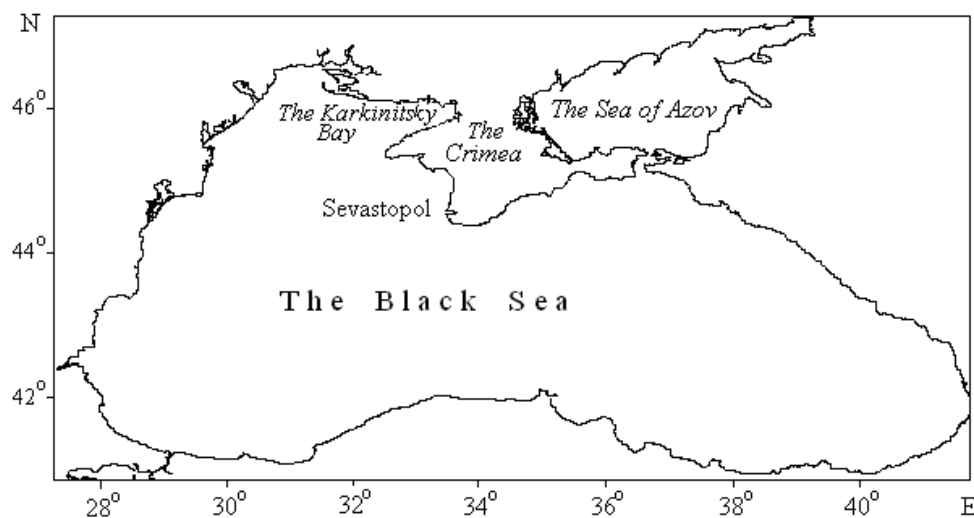 N
46°
The Karkinitsky
Bay
The
Crimea
The Sea of Azov
Sevastopol
44°
The Black Sea
42°
28°
30°
32°
34°
36°
38°
40°
E